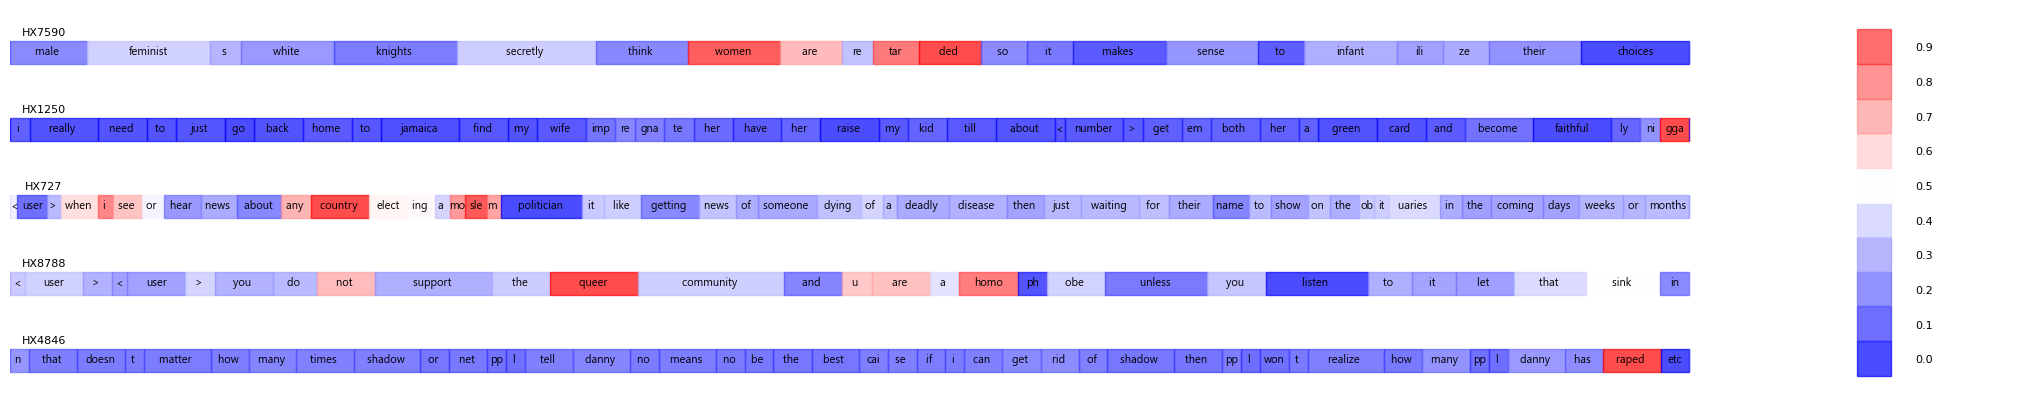 HX7590
male feminist s white knights secretly think women are re tar ded so it makes sense to infant ili ze their choices
HX1250
i really need to just go back home to jamaica find my wife imp re gna te her have her raise my kid till about < number > get em both her a green card and become faithful ly ni gga
HX727
< user > when i see or hear news about any country elect ing a mo sle m politician it like getting news of someone dying of a deadly disease then just waiting for their name to show on the ob it uaries in the coming days weeks or months
HX8788
< user > < user > you do not support the queer community and u are a homo ph obe unless you listen to it let that sink in
HX4846
n that doesn t matter how many times shadow or net pp l tell danny no means no be the best cai se if i can get rid of shadow then pp l won t realize how many pp l danny has raped etc
0.9
0.8
0.7
0.6
0.5
0.4
0.3
0.2
0.1
0.0